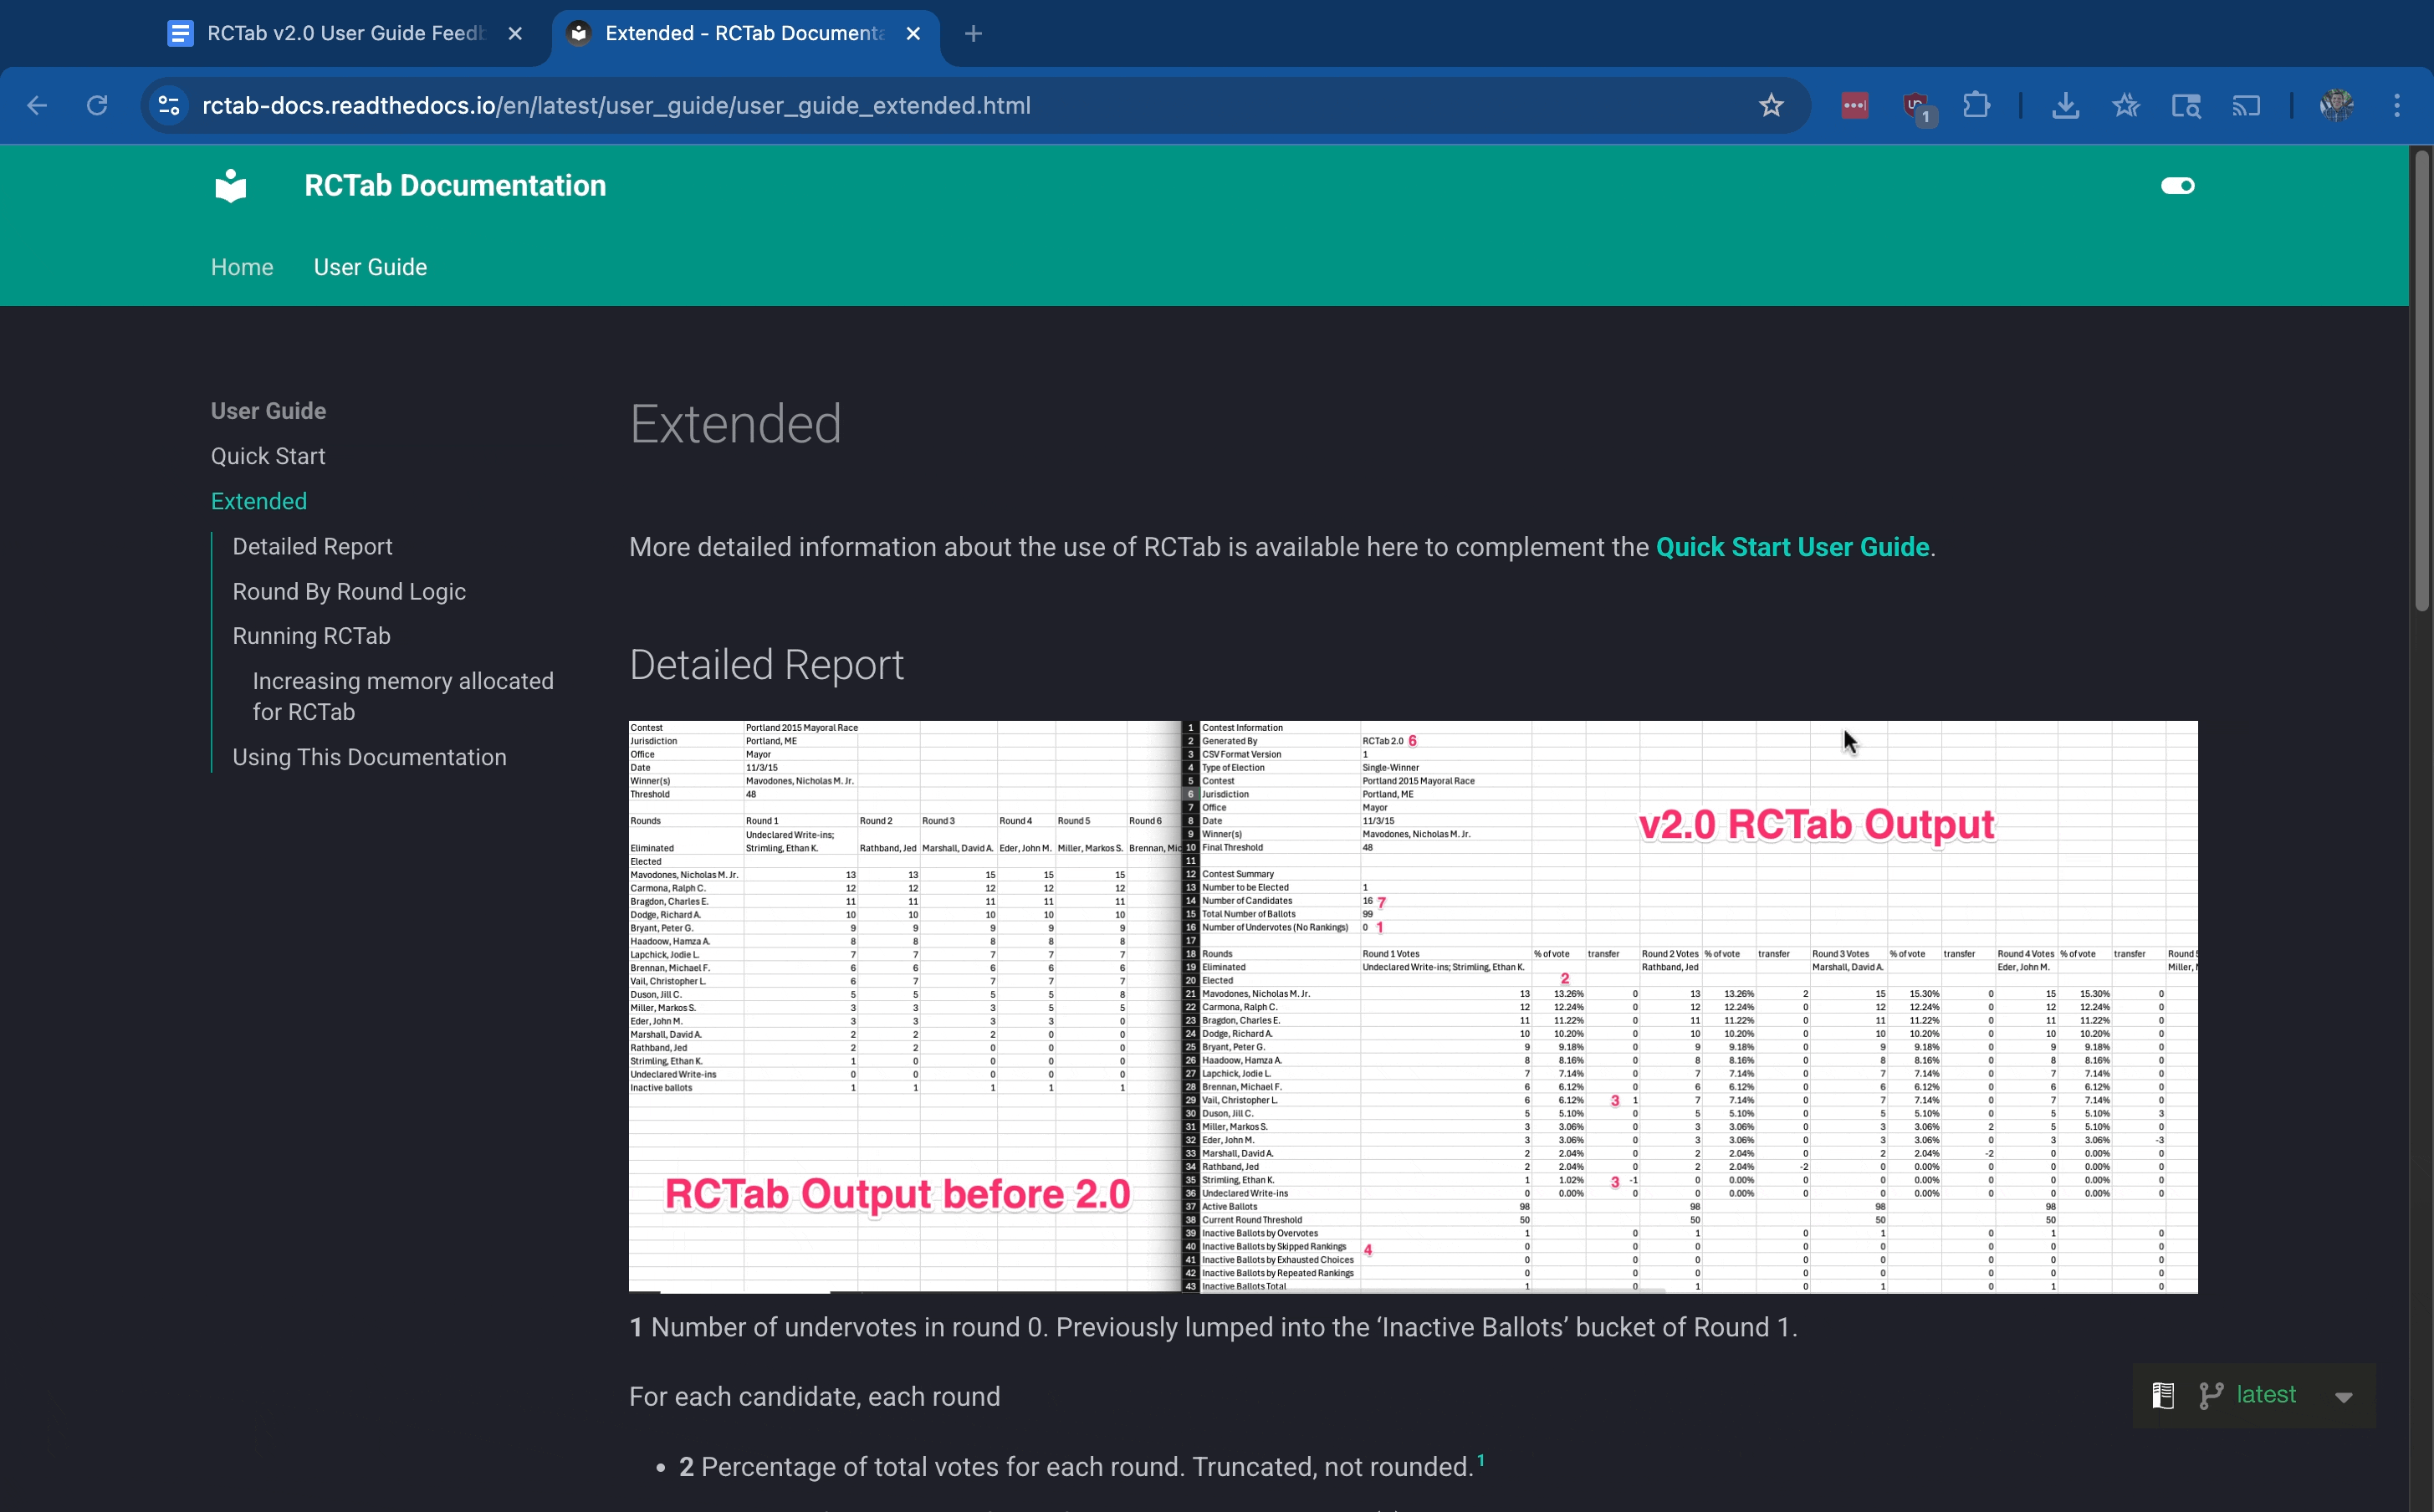 RCTab v2.0 User Guide Feedb
Extended - RCTab Documenta
rctab-docs.readthedocs.io/en/latest/user_guide/user_guide_extended.html
1
RCTab Documentation
Home User Guide
User Guide
Quick Start
Extended
Detailed Report
Round By Round Logic
Running RCTab
Increasing memory allocated
for RCTab
Using This Documentation
Extended
More detailed information about the use of RCTab is available here to complement the Quick Start User Guide.
Detailed Report
Contest Portland 2015 Mayoral Race
Jurisdiction Portland, ME
Office Mayor
Date 11/3/15
Winner(s) Mavodones, Nicholas M. Jr.
Threshold 48
Rounds Round 1 Round 2 Round 3 Round 4 Round 5 Round 6
Undeclared Write-ins;
Eliminated Strimling, Ethan K. Rathband, Jed Marshall, David A. Eder, John M. Miller, Markos S. Brennan, Mic
Elected
Mavodones, Nicholas M. Jr. 13 13 15 15 15
Carmona, Ralph C. 12 12 12 12 12
Bragdon, Charles E. 11 11 11 11 11
Dodge, Richard A. 10 10 10 10 10
Bryant, Peter G. 9 9 9 9 9
Haadoow, Hamza A. 8 8 8 8 8
Lapchick, Jodie L. 7 7 7 7 7
Brennan, Michael F. 6 6 6 6 6
Vail, Christopher L. 6 7 7 7 7
Duson, Jill C. 5 5 5 5 8
Miller, Markos S. 3 3 3 5 5
Eder, John M. 3 3 3 3 0
Marshall, David A. 2 2 2 0 0
Rathband, Jed 2 2 0 0 0
Strimling, Ethan K. 1 0 0 0 0
Undeclared Write-ins 0 0 0 0 0
Inactive ballots 1 1 1 1 1
RCTab Output before 2.0
1 Contest Information
2 Generated By RCTab 2.0 6
3 CSV Format Version 1
4 Type of Election Single-Winner
5 Contest Portland 2015 Mayoral Race
6 Jurisdiction Portland, ME
7 Office Mayor
8 Date 11/3/15
9 Winner(s) Mavodones, Nicholas M. Jr.
10 Final Threshold 48
v2.0 RCTab Output
11
12 Contest Summary
13 Number to be Elected 1
14 Number of Candidates 16 7
15 Total Number of Ballots 99
16 Number of Undervotes (No Rankings) 0 1
17
18 Rounds Round 1 Votes % of vote transfer Round 2 Votes % of vote transfer Round 3 Votes % of vote transfer Round 4 Votes % of vote transfer Round 5
19 Eliminated Undeclared Write-ins; Strimling, Ethan K. Rathband, Jed Marshall, David A. Eder, John M. Miller, M
20 Elected 2
21 Mavodones, Nicholas M. Jr. 13 13.26% 0 13 13.26% 2 15 15.30% 0 15 15.30% 0
22 Carmona, Ralph C. 12 12.24% 0 12 12.24% 0 12 12.24% 0 12 12.24% 0
23 Bragdon, Charles E. 11 11.22% 0 11 11.22% 0 11 11.22% 0 11 11.22% 0
24 Dodge, Richard A. 10 10.20% 0 10 10.20% 0 10 10.20% 0 10 10.20% 0
25 Bryant, Peter G. 9 9.18% 0 9 9.18% 0 9 9.18% 0 9 9.18% 0
26 Haadoow, Hamza A. 8 8.16% 0 8 8.16% 0 8 8.16% 0 8 8.16% 0
27 Lapchick, Jodie L. 7 7.14% 0 7 7.14% 0 7 7.14% 0 7 7.14% 0
28 Brennan, Michael F. 6 6.12% 0 6 6.12% 0 6 6.12% 0 6 6.12% 0
29 Vail, Christopher L. 6 6.12% 3 1 7 7.14% 0 7 7.14% 0 7 7.14% 0
30 Duson, Jill C. 5 5.10% 0 5 5.10% 0 5 5.10% 0 5 5.10% 3
31 Miller, Markos S. 3 3.06% 0 3 3.06% 0 3 3.06% 2 5 5.10% 0
32 Eder, John M. 3 3.06% 0 3 3.06% 0 3 3.06% 0 3 3.06% -3
33 Marshall, David A. 2 2.04% 0 2 2.04% 0 2 2.04% -2 0 0.00% 0
34 Rathband, Jed 2 2.04% 0 2 2.04% -2 0 0.00% 0 0 0.00% 0
35 Strimling, Ethan K. 1 1.02% 3 -1 0 0.00% 0 0 0.00% 0 0 0.00% 0
36 Undeclared Write-ins 0 0.00% 0 0 0.00% 0 0 0.00% 0 0 0.00% 0
37 Active Ballots 98 98 98 98
38 Current Round Threshold 50 50 50 50
39 Inactive Ballots by Overvotes 1 0 1 0 1 0 1 0
40 Inactive Ballots by Skipped Rankings 4 0 0 0 0 0 0 0 0
41 Inactive Ballots by Exhausted Choices 0 0 0 0 0 0 0 0
42 Inactive Ballots by Repeated Rankings 0 0 0 0 0 0 0 0
43 Inactive Ballots Total 1 0 1 0 1 0 1 0
1 Number of undervotes in round 0. Previously lumped into the ‘Inactive Ballots’ bucket of Round 1.
For each candidate, each round
• 2 Percentage of total votes for each round. Truncated, not rounded.1
latest